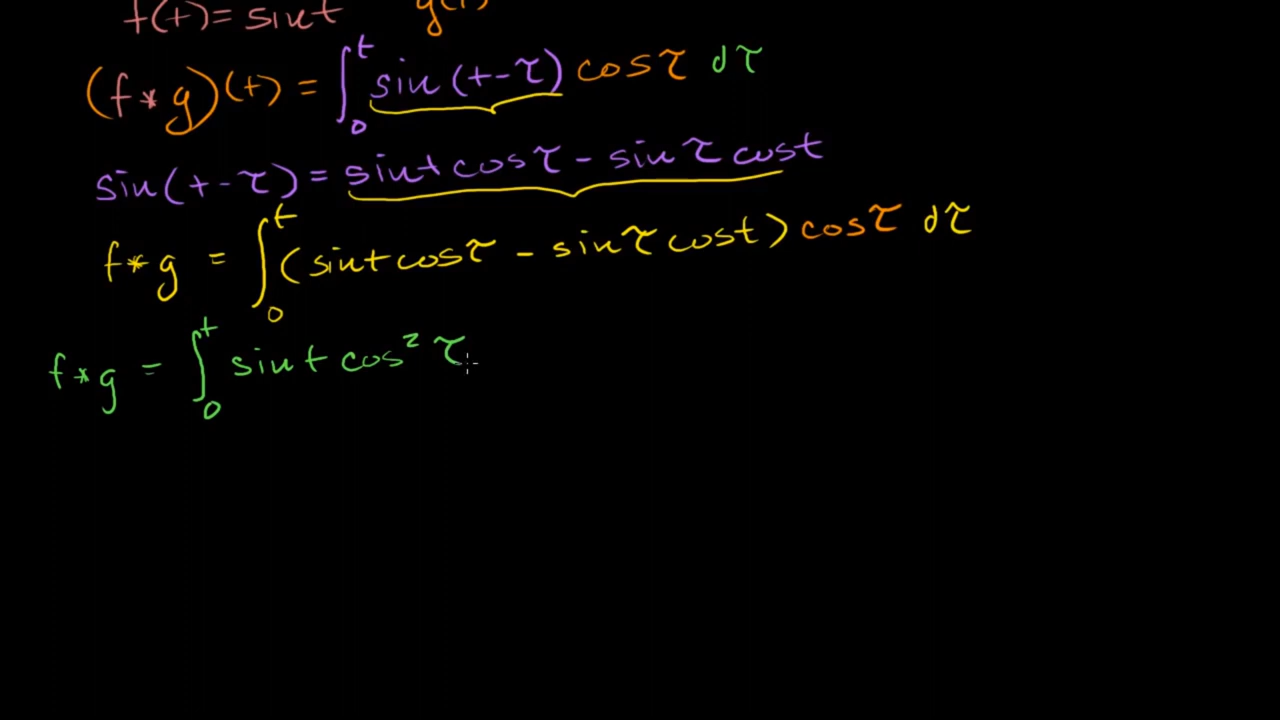 f(t) = sin t g(t)
(f * g)(t) = ∫₀ᵗ sin(t-τ) cos τ dτ
sin(t-τ) = sin t cos τ - sin τ cos t
f * g = ∫₀ᵗ (sin t cos τ - sin τ cos t) cos τ dτ
f * g = ∫₀ᵗ sin t cos² τ